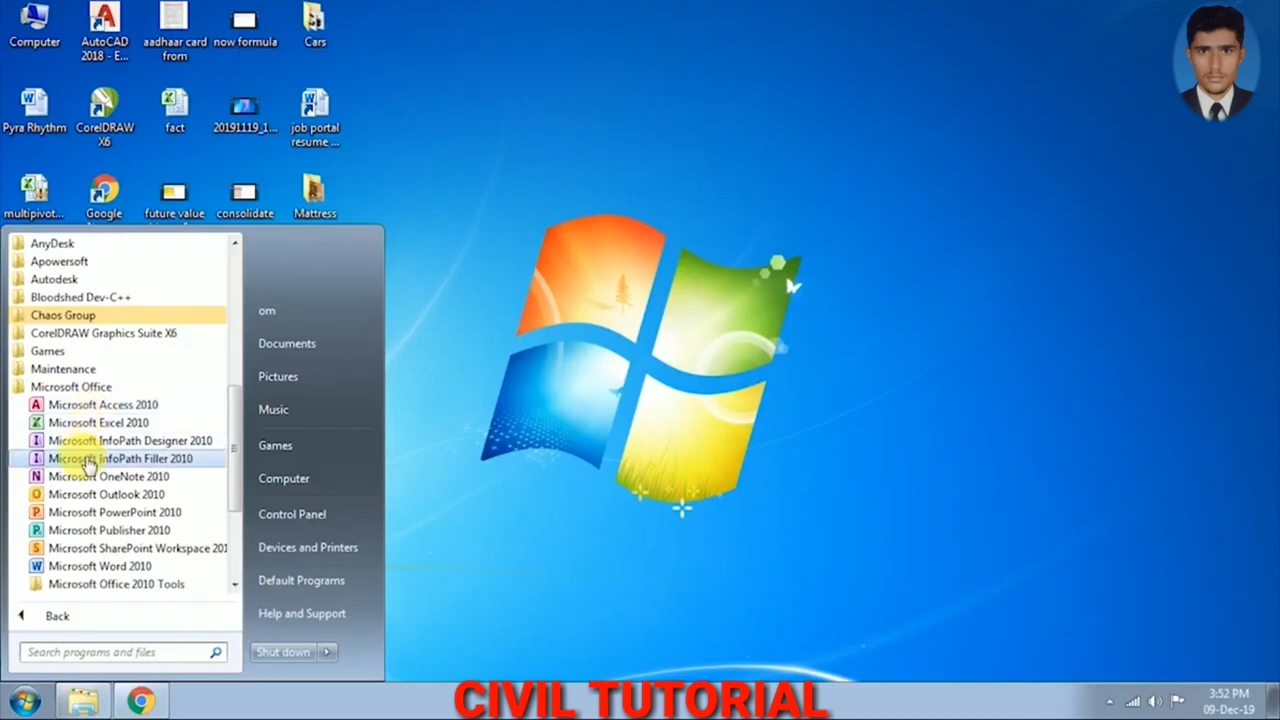 Computer
AutoCAD
2018 - E...
aadhaar card
from
now formula
Cars
Pyra Rhythm
CorelDRAW
X6
fact
20191119_1...
job portal
resume ...
multipivot...
Google
future value
consolidate
Mattress
AnyDesk
Apowersoft
Autodesk
Bloodshed Dev-C++
Chaos Group
CorelDRAW Graphics Suite X6
Games
Maintenance
Microsoft Office
Microsoft Access 2010
Microsoft Excel 2010
Microsoft InfoPath Designer 2010
Microsoft InfoPath Filler 2010
Microsoft OneNote 2010
Microsoft Outlook 2010
Microsoft PowerPoint 2010
Microsoft Publisher 2010
Microsoft SharePoint Workspace 201
Microsoft Word 2010
Microsoft Office 2010 Tools
Back
Search programs and files
om
Documents
Pictures
Music
Games
Computer
Control Panel
Devices and Printers
Default Programs
Help and Support
Shut down
CIVIL TUTORIAL
3:52 PM
09-Dec-19